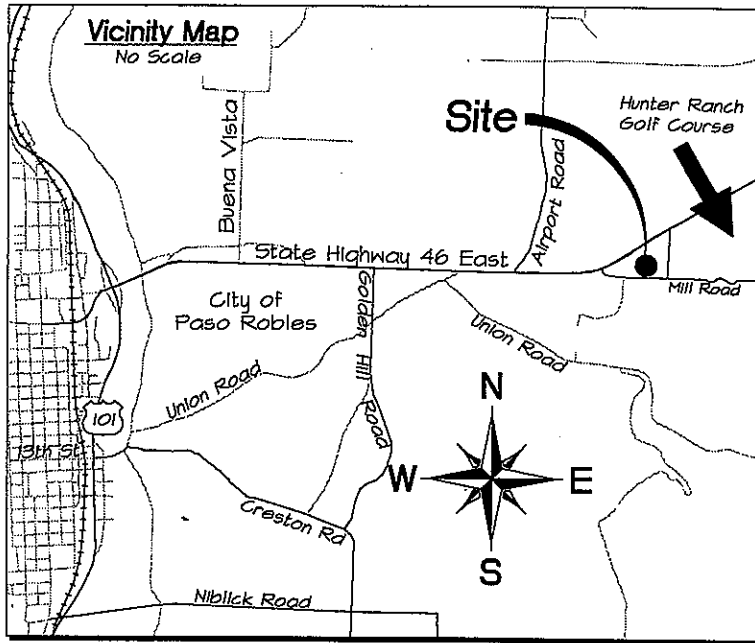 Vicinity Map
No Scale
Buena Vista
Site
Hunter Ranch
Golf Course
Airport Road
State Highway 46 East
Mill Road
City of
Paso Robles
Golden Hill Road
Union Road
Union Road
101
13th St
Creston Rd
Niblick Road
N
W
E
S